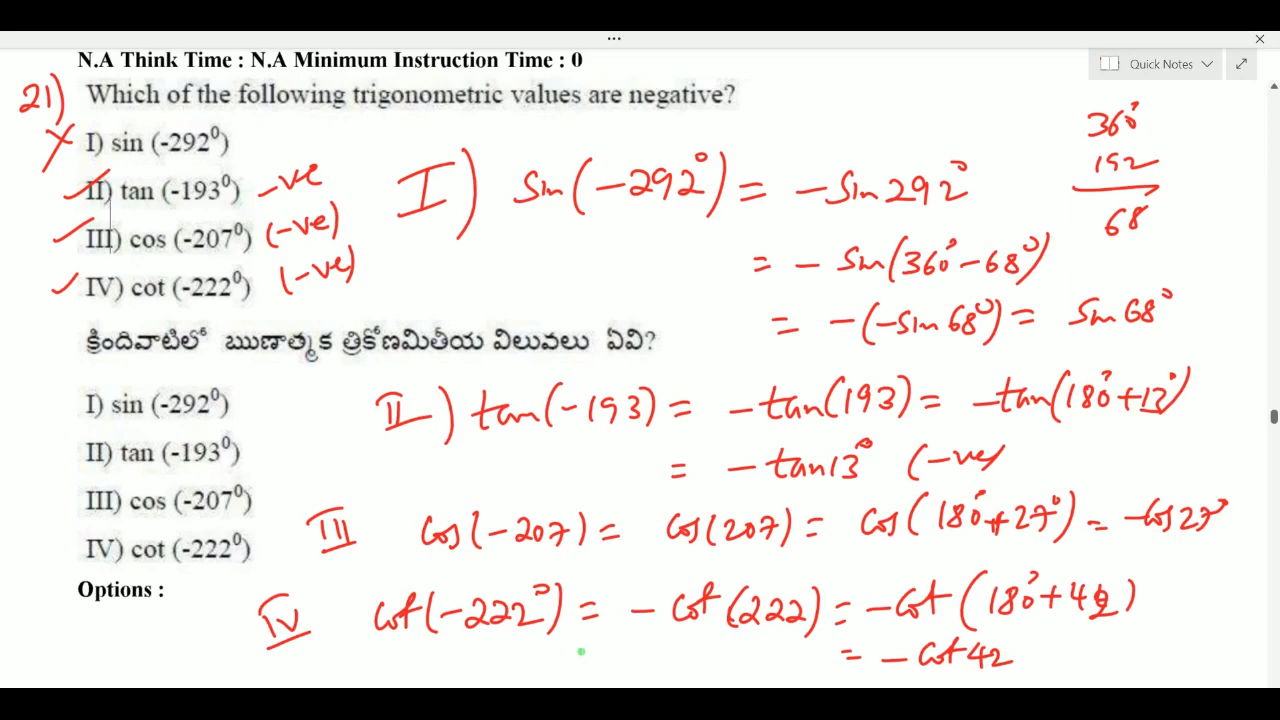 ...
N.A Think Time : N.A Minimum Instruction Time : 0
Quick Notes
21) Which of the following trigonometric values are negative?
I) sin (-292⁰)
II) tan (-193⁰) -ve
III) cos (-207⁰) (-ve)
IV) cot (-222⁰) (-ve)
I) sin(-292°) = - sin 292°
= - sin(360° - 68°)
= -(-sin 68°) = sin 68°
360°
192
68
క్రిందివాటిలో ఋణాత్మక త్రికోణమితీయ విలువలు ఏవి?
I) sin (-292⁰)
II) tan (-193⁰)
III) cos (-207⁰)
IV) cot (-222⁰)
II) tan(-193) = -tan(193) = -tan(180° + 13°)
= - tan13° (-ve)
III cos(-207) = cos(207) = cos(180° + 27°) = -cos27°
Options :
IV cot(-222°) = - cot(222) = -cot(180° + 42)
= - cot 42